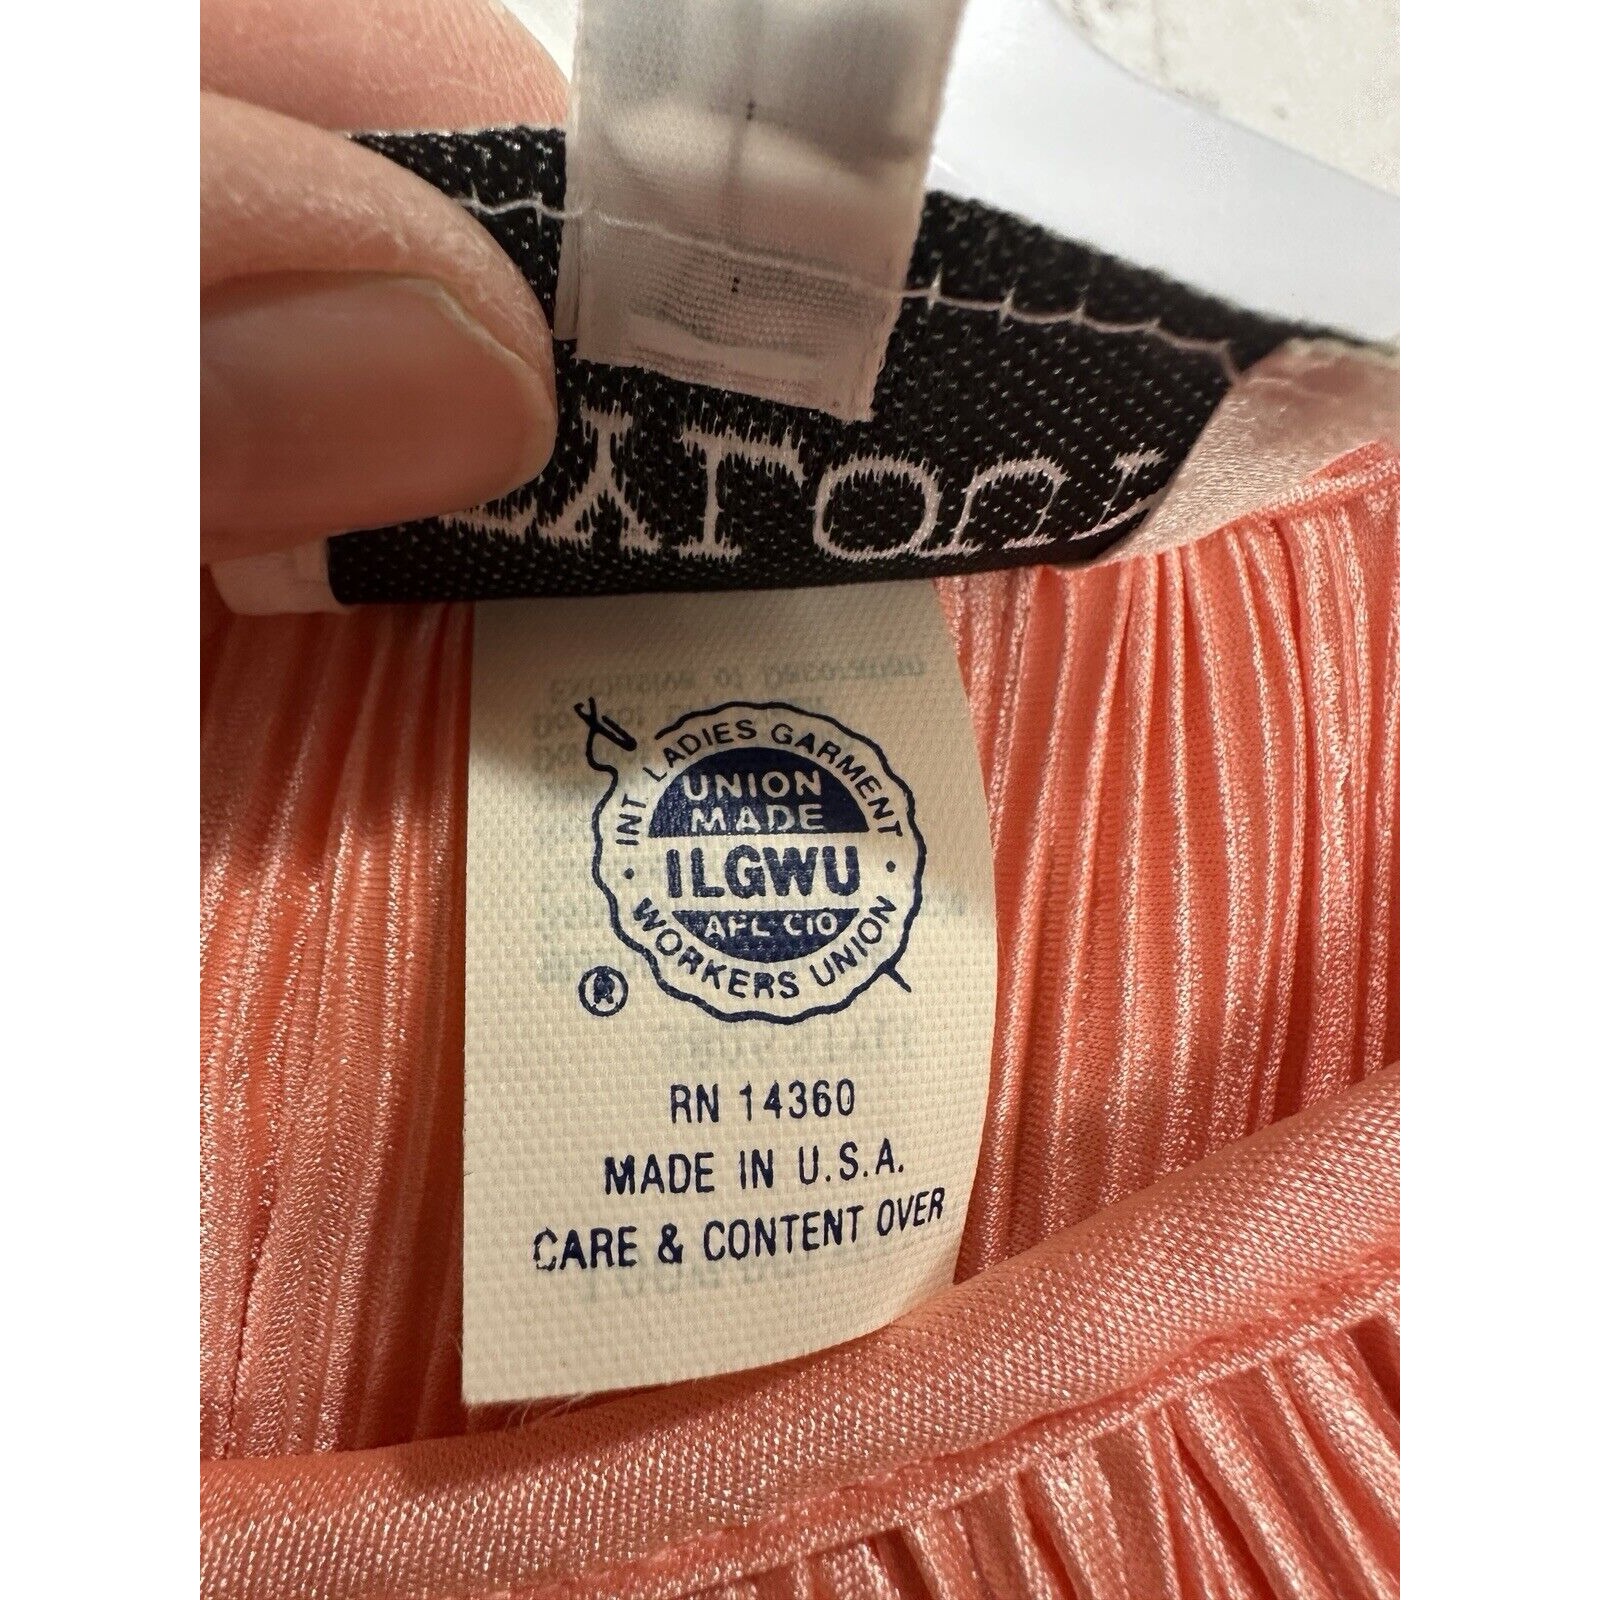 INT. LADIES GARMENT
UNION
MADE
ILGWU
AFL-CIO
WORKERS UNION
®
RN 14360
MADE IN U.S.A.
CARE & CONTENT OVER